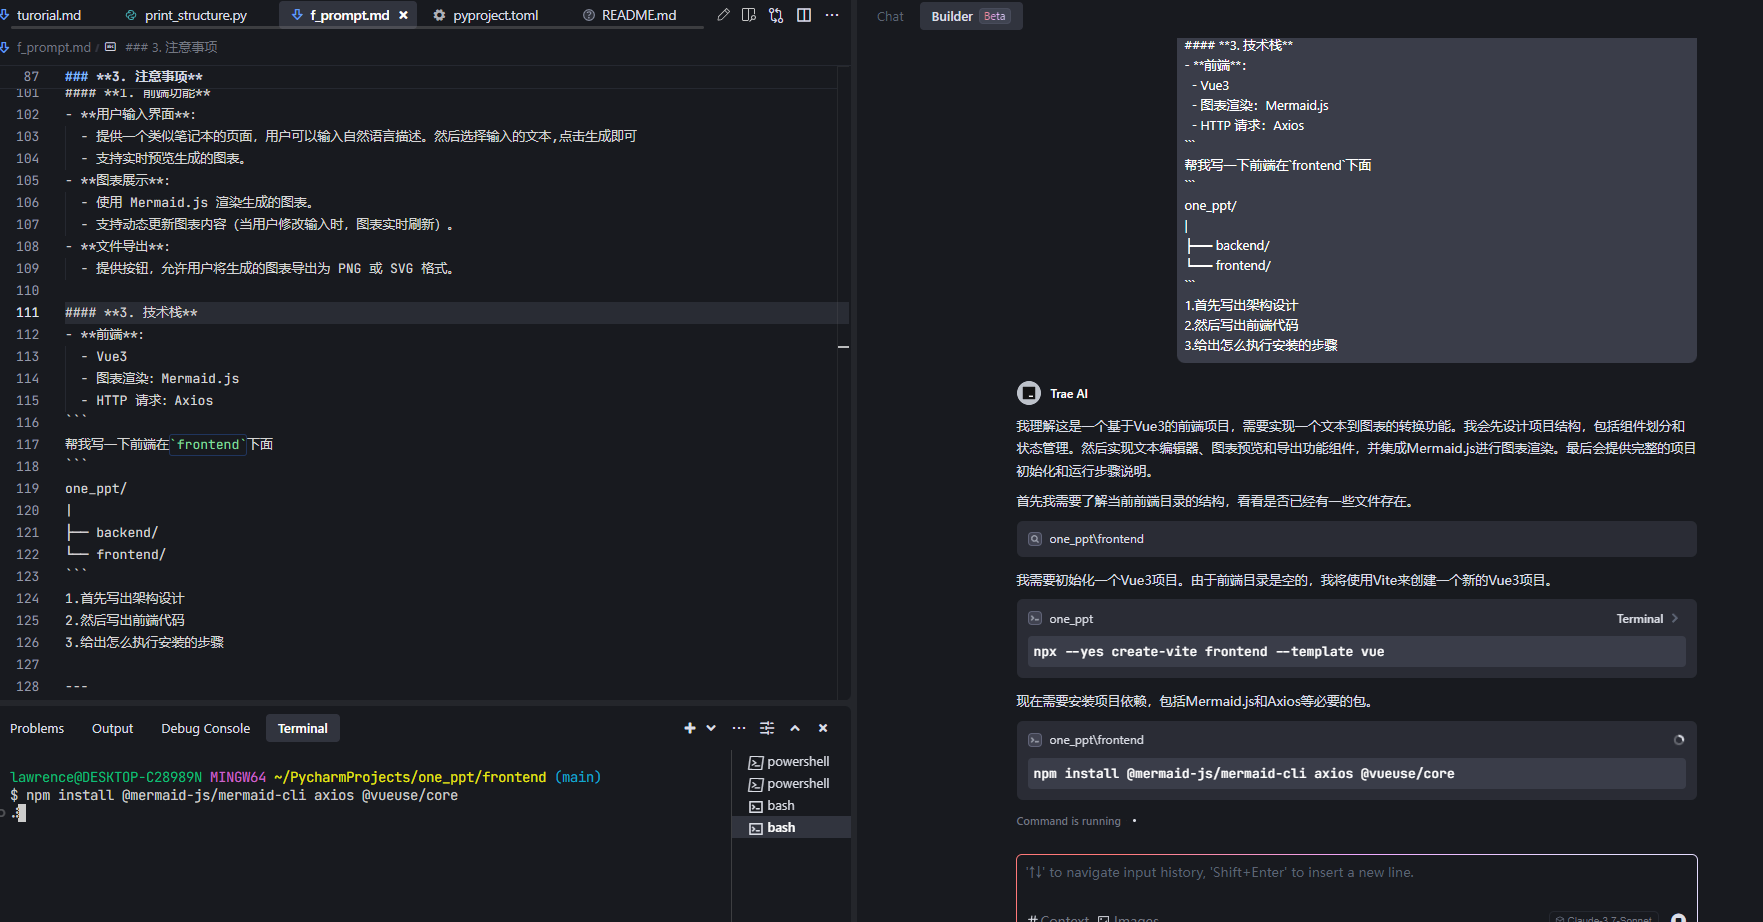 turorial.md
print_structure.py
f_prompt.md
pyproject.toml
README.md
f_prompt.md / ### 3. 注意事项
87 ### **3. 注意事项**
101 #### **1. 前端功能**
102 - **用户输入界面**:
103 - 提供一个类似笔记本的页面，用户可以输入自然语言描述。然后选择输入的文本,点击生成即可
104 - 支持实时预览生成的图表。
105 - **图表展示**:
106 - 使用 Mermaid.js 渲染生成的图表。
107 - 支持动态更新图表内容（当用户修改输入时，图表实时刷新）。
108 - **文件导出**:
109 - 提供按钮，允许用户将生成的图表导出为 PNG 或 SVG 格式。
110
111 #### **3. 技术栈**
112 - **前端**:
113 - Vue3
114 - 图表渲染: Mermaid.js
115 - HTTP 请求: Axios
116 ```
117 帮我写一下前端在`frontend`下面
118 ```
119 one_ppt/
120 |
121 ├── backend/
122 └── frontend/
123 ```
124 1.首先写出架构设计
125 2.然后写出前端代码
126 3.给出怎么执行安装的步骤
127
128 ---
Problems
Output
Debug Console
Terminal
lawrence@DESKTOP-C28989N MINGW64 ~/PycharmProjects/one_ppt/frontend (main)
$ npm install @mermaid-js/mermaid-cli axios @vueuse/core
powershell
powershell
bash
bash
Chat
Builder Beta
#### **3. 技术栈**
- **前端**:
- Vue3
- 图表渲染: Mermaid.js
- HTTP 请求: Axios
```
帮我写一下前端在`frontend`下面
```
one_ppt/
|
├── backend/
└── frontend/
```
1.首先写出架构设计
2.然后写出前端代码
3.给出怎么执行安装的步骤
Trae AI
我理解这是一个基于Vue3的前端项目，需要实现一个文本到图表的转换功能。我会先设计项目结构，包括组件划分和
状态管理。然后实现文本编辑器、图表预览和导出功能组件，并集成Mermaid.js进行图表渲染。最后会提供完整的项目
初始化和运行步骤说明。
首先我需要了解当前前端目录的结构，看看是否已经有一些文件存在。
one_ppt\frontend
我需要初始化一个Vue3项目。由于前端目录是空的，我将使用Vite来创建一个新的Vue3项目。
one_ppt
Terminal
npx --yes create-vite frontend --template vue
现在需要安装项目依赖，包括Mermaid.js和Axios等必要的包。
one_ppt\frontend
npm install @mermaid-js/mermaid-cli axios @vueuse/core
Command is running
'↑↓' to navigate input history, 'Shift+Enter' to insert a new line.
# Context
Images
Claude-3.7-Sonnet